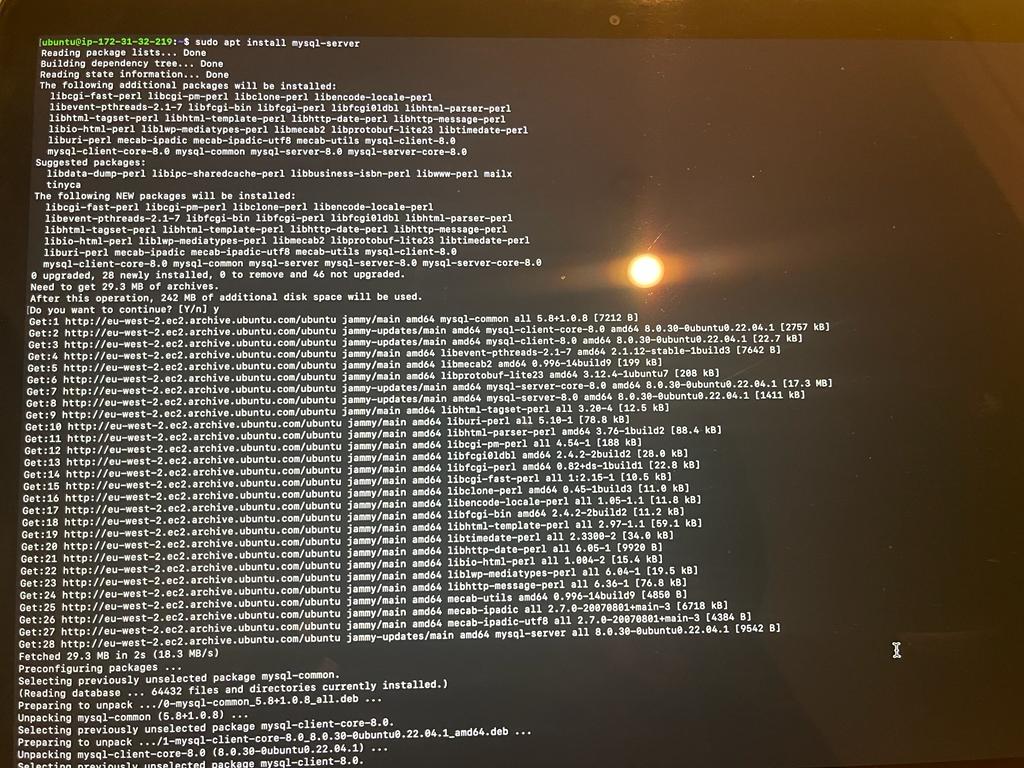 [ubuntu@ip-172-31-32-219:~$ sudo apt install mysql-server
Reading package lists... Done
Building dependency tree... Done
Reading state information... Done
The following additional packages will be installed:
libcgi-fast-perl libcgi-pm-perl libclone-perl libencode-locale-perl
libevent-pthreads-2.1-7 libfcgi-bin libfcgi-perl libfcgi0ldbl libhtml-parser-perl
libhtml-tagset-perl libhtml-template-perl libhttp-date-perl libhttp-message-perl
libio-html-perl liblwp-mediatypes-perl libmecab2 libprotobuf-lite23 libtimedate-perl
liburi-perl mecab-ipadic mecab-ipadic-utf8 mecab-utils mysql-client-8.0
mysql-client-core-8.0 mysql-common mysql-server-8.0 mysql-server-core-8.0
Suggested packages:
libdata-dump-perl libipc-sharedcache-perl libbusiness-isbn-perl libwww-perl mailx
tinyca
The following NEW packages will be installed:
libcgi-fast-perl libcgi-pm-perl libclone-perl libencode-locale-perl
libevent-pthreads-2.1-7 libfcgi-bin libfcgi-perl libfcgi0ldbl libhtml-parser-perl
libhtml-tagset-perl libhtml-template-perl libhttp-date-perl libhttp-message-perl
libio-html-perl liblwp-mediatypes-perl libmecab2 libprotobuf-lite23 libtimedate-perl
liburi-perl mecab-ipadic mecab-ipadic-utf8 mecab-utils mysql-client-8.0
mysql-client-core-8.0 mysql-common mysql-server mysql-server-8.0 mysql-server-core-8.0
0 upgraded, 28 newly installed, 0 to remove and 46 not upgraded.
Need to get 29.3 MB of archives.
After this operation, 242 MB of additional disk space will be used.
[Do you want to continue? [Y/n] y
Get:1 http://eu-west-2.ec2.archive.ubuntu.com/ubuntu jammy/main amd64 mysql-common all 5.8+1.0.8 [7212 B]
Get:2 http://eu-west-2.ec2.archive.ubuntu.com/ubuntu jammy-updates/main amd64 mysql-client-core-8.0 amd64 8.0.30-0ubuntu0.22.04.1 [2757 kB]
Get:3 http://eu-west-2.ec2.archive.ubuntu.com/ubuntu jammy-updates/main amd64 mysql-client-8.0 amd64 8.0.30-0ubuntu0.22.04.1 [22.7 kB]
Get:4 http://eu-west-2.ec2.archive.ubuntu.com/ubuntu jammy/main amd64 libevent-pthreads-2.1-7 amd64 2.1.12-stable-1build3 [7642 B]
Get:5 http://eu-west-2.ec2.archive.ubuntu.com/ubuntu jammy/main amd64 libmecab2 amd64 0.996-14build9 [199 kB]
Get:6 http://eu-west-2.ec2.archive.ubuntu.com/ubuntu jammy/main amd64 libprotobuf-lite23 amd64 3.12.4-1ubuntu7 [208 kB]
Get:7 http://eu-west-2.ec2.archive.ubuntu.com/ubuntu jammy-updates/main amd64 mysql-server-core-8.0 amd64 8.0.30-0ubuntu0.22.04.1 [17.3 MB]
Get:8 http://eu-west-2.ec2.archive.ubuntu.com/ubuntu jammy-updates/main amd64 mysql-server-8.0 amd64 8.0.30-0ubuntu0.22.04.1 [1411 kB]
Get:9 http://eu-west-2.ec2.archive.ubuntu.com/ubuntu jammy/main amd64 libhtml-tagset-perl all 3.20-4 [12.5 kB]
Get:10 http://eu-west-2.ec2.archive.ubuntu.com/ubuntu jammy/main amd64 liburi-perl all 5.10-1 [78.8 kB]
Get:11 http://eu-west-2.ec2.archive.ubuntu.com/ubuntu jammy/main amd64 libhtml-parser-perl amd64 3.76-1build2 [88.4 kB]
Get:12 http://eu-west-2.ec2.archive.ubuntu.com/ubuntu jammy/main amd64 libcgi-pm-perl all 4.54-1 [188 kB]
Get:13 http://eu-west-2.ec2.archive.ubuntu.com/ubuntu jammy/main amd64 libfcgi0ldbl amd64 2.4.2-2build2 [28.0 kB]
Get:14 http://eu-west-2.ec2.archive.ubuntu.com/ubuntu jammy/main amd64 libfcgi-perl amd64 0.82+ds-1build1 [22.8 kB]
Get:15 http://eu-west-2.ec2.archive.ubuntu.com/ubuntu jammy/main amd64 libcgi-fast-perl all 1:2.15-1 [10.5 kB]
Get:16 http://eu-west-2.ec2.archive.ubuntu.com/ubuntu jammy/main amd64 libclone-perl amd64 0.45-1build3 [11.0 kB]
Get:17 http://eu-west-2.ec2.archive.ubuntu.com/ubuntu jammy/main amd64 libencode-locale-perl all 1.05-1.1 [11.8 kB]
Get:18 http://eu-west-2.ec2.archive.ubuntu.com/ubuntu jammy/main amd64 libfcgi-bin amd64 2.4.2-2build2 [11.2 kB]
Get:19 http://eu-west-2.ec2.archive.ubuntu.com/ubuntu jammy/main amd64 libhtml-template-perl all 2.97-1.1 [59.1 kB]
Get:20 http://eu-west-2.ec2.archive.ubuntu.com/ubuntu jammy/main amd64 libtimedate-perl all 2.3300-2 [34.0 kB]
Get:21 http://eu-west-2.ec2.archive.ubuntu.com/ubuntu jammy/main amd64 libhttp-date-perl all 6.05-1 [9920 B]
Get:22 http://eu-west-2.ec2.archive.ubuntu.com/ubuntu jammy/main amd64 libio-html-perl all 1.004-2 [15.4 kB]
Get:23 http://eu-west-2.ec2.archive.ubuntu.com/ubuntu jammy/main amd64 liblwp-mediatypes-perl all 6.04-1 [19.5 kB]
Get:24 http://eu-west-2.ec2.archive.ubuntu.com/ubuntu jammy/main amd64 libhttp-message-perl all 6.36-1 [76.8 kB]
Get:25 http://eu-west-2.ec2.archive.ubuntu.com/ubuntu jammy/main amd64 mecab-utils amd64 0.996-14build9 [4850 B]
Get:26 http://eu-west-2.ec2.archive.ubuntu.com/ubuntu jammy/main amd64 mecab-ipadic all 2.7.0-20070801+main-3 [6718 kB]
Get:27 http://eu-west-2.ec2.archive.ubuntu.com/ubuntu jammy/main amd64 mecab-ipadic-utf8 all 2.7.0-20070801+main-3 [4384 B]
Get:28 http://eu-west-2.ec2.archive.ubuntu.com/ubuntu jammy-updates/main amd64 mysql-server all 8.0.30-0ubuntu0.22.04.1 [9542 B]
Fetched 29.3 MB in 2s (18.3 MB/s)
Preconfiguring packages ...
Selecting previously unselected package mysql-common.
(Reading database ... 64432 files and directories currently installed.)
Preparing to unpack .../0-mysql-common_5.8+1.0.8_all.deb ...
Unpacking mysql-common (5.8+1.0.8) ...
Selecting previously unselected package mysql-client-core-8.0.
Preparing to unpack .../1-mysql-client-core-8.0_8.0.30-0ubuntu0.22.04.1_amd64.deb ...
Unpacking mysql-client-core-8.0 (8.0.30-0ubuntu0.22.04.1) ...
Selecting previously unselected package mysql-client-8.0.